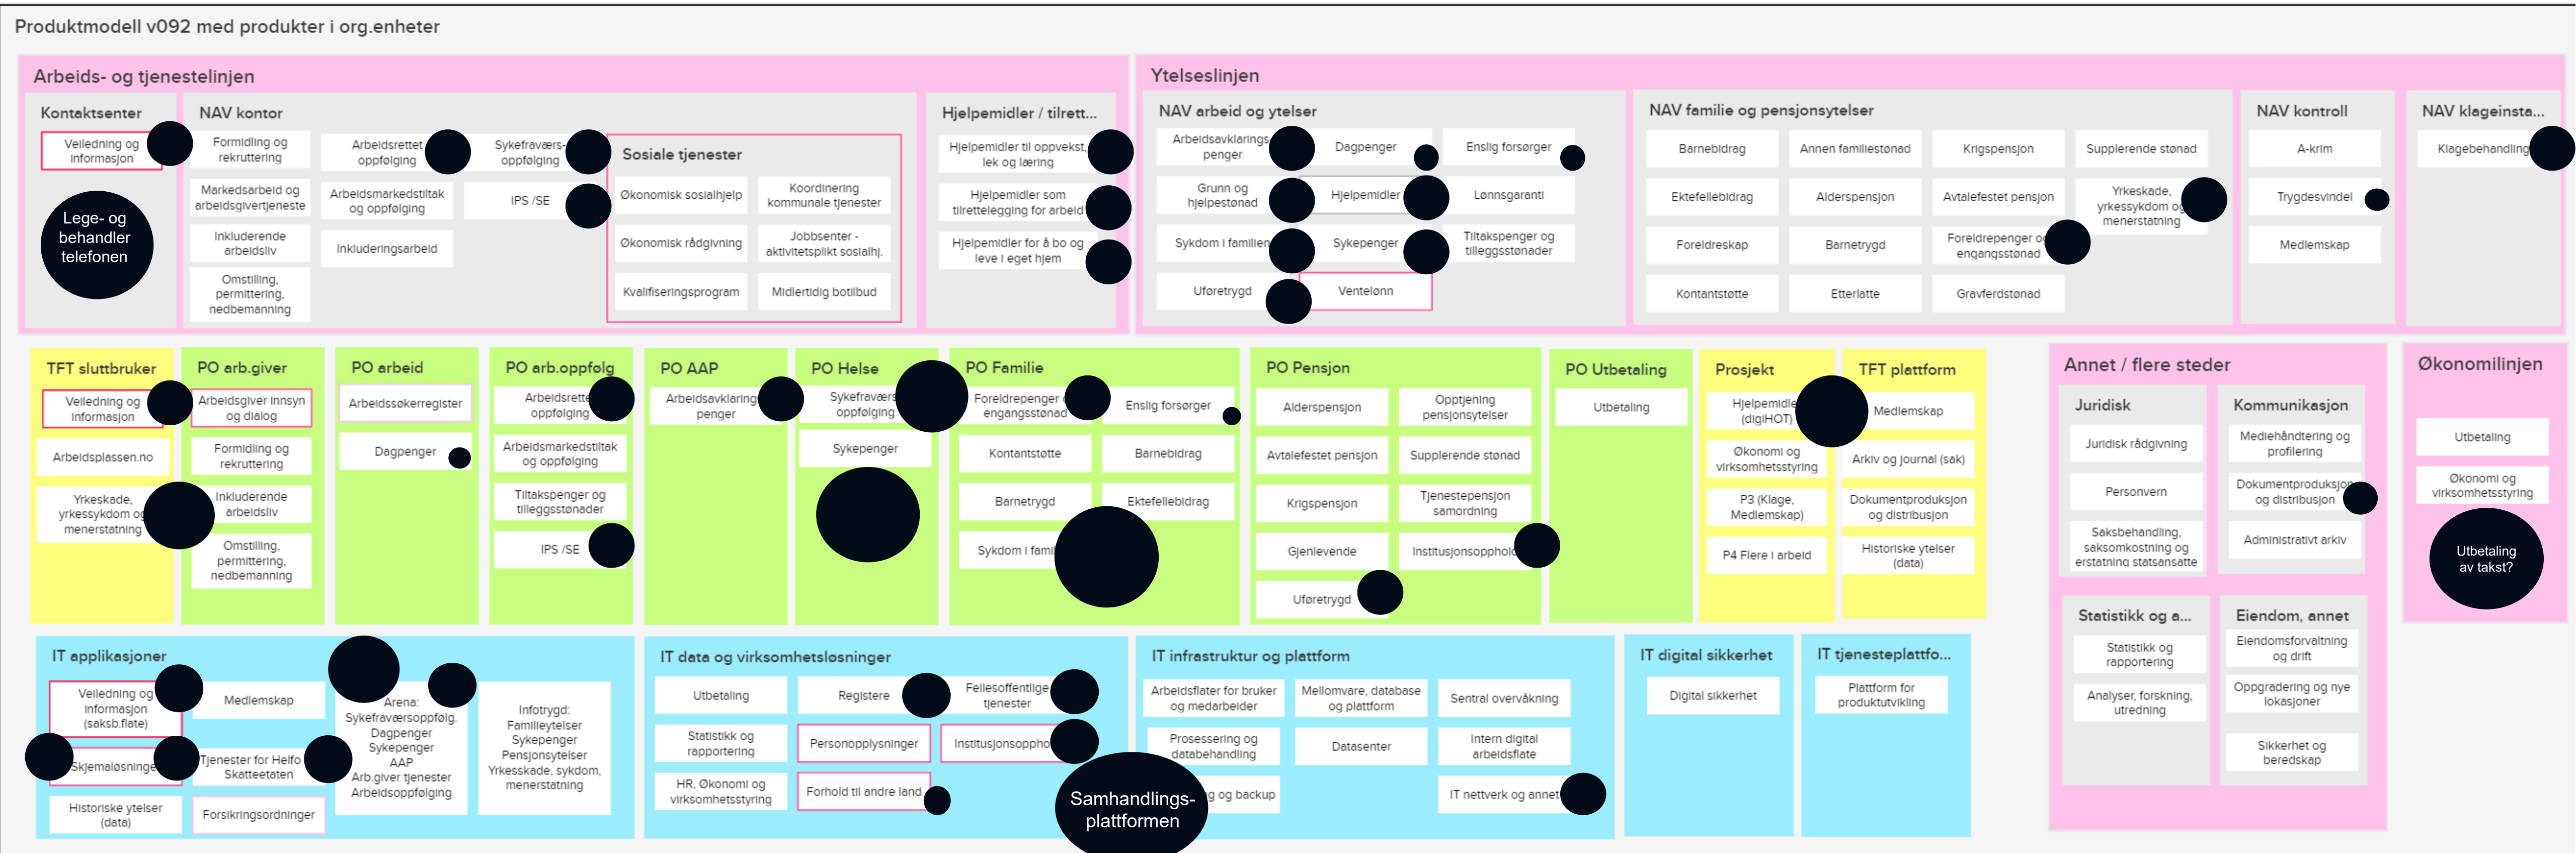 Produktmodell v092 med produkter i org.enheter
Arbeids- og tjenestelinjen
Kontaktsenter
Veiledning og
informasjon
Lege- og
behandler
telefonen
NAV kontor
Formidling og
rekruttering
Arbeidsrettet
oppfølging
Sykefraværs-
oppfølging
Markedsarbeid og
arbeidsgivertjeneste
Arbeidsmarkedstiltak
og oppfølging
IPS /SE
Inkluderende
arbeidsliv
Inkluderingsarbeid
Omstilling,
permittering,
nedbemanning
Sosiale tjenester
Økonomisk sosialhjelp
Koordinering
kommunale tjenester
Økonomisk rådgivning
Jobbsenter -
aktivitetsplikt sosialhj.
Kvalifiseringsprogram
Midlertidig botilbud
Hjelpemidler / tilrett...
Hjelpemidler til oppvekst,
lek og læring
Hjelpemidler som
tilrettelegging for arbeid
Hjelpemidler for å bo og
leve i eget hjem
Ytelseslinjen
NAV arbeid og ytelser
Arbeidsavklarings
penger
Dagpenger
Enslig forsørger
Grunn og
hjelpestønad
Hjelpemidler
Lønnsgaranti
Sykdom i familien
Sykepenger
Tiltakspenger og
tilleggsstønader
Uføretrygd
Ventelønn
NAV familie og pensjonsytelser
Barnebidrag
Annen familiestønad
Krigspensjon
Supplerende stønad
Ektefellebidrag
Alderspensjon
Avtalefestet pensjon
Yrkeskade,
yrkessykdom og
menerstatning
Foreldreskap
Barnetrygd
Foreldrepenger og
engangsstønad
Kontantstøtte
Etterlatte
Gravferdstønad
NAV kontroll
A-krim
Trygdesvindel
Medlemskap
NAV klageinsta...
Klagebehandling
TFT sluttbruker
Veiledning og
informasjon
Arbeidsplassen.no
Yrkeskade,
yrkessykdom og
menerstatning
PO arb.giver
Arbeidsgiver innsyn
og dialog
Formidling og
rekruttering
Inkluderende
arbeidsliv
Omstilling,
permittering,
nedbemanning
PO arbeid
Arbeidssøkerregister
Dagpenger
PO arb.oppfølg
Arbeidsrette
oppfølging
Arbeidsmarkedstiltak
og oppfølging
Tiltakspenger og
tilleggsstønader
IPS /SE
PO AAP
Arbeidsavklaring
penger
PO Helse
Sykefraværs
oppfølging
Sykepenger
PO Familie
Foreldrepenger
engangsstønad
Enslig forsørger
Kontantstøtte
Barnebidrag
Barnetrygd
Ektefellebidrag
Sykdom i famil
PO Pensjon
Alderspensjon
Opptjening
pensjonsytelser
Avtalefestet pensjon
Supplerende stønad
Krigspensjon
Tjenestepensjon
samordning
Gjenlevende
Institusjonsopphold
Uføretrygd
PO Utbetaling
Utbetaling
Prosjekt
Hjelpemidle
(digiHOT)
Økonomi og
virksomhetsstyring
P3 (Klage,
Medlemskap)
P4 Flere i arbeid
TFT plattform
Medlemskap
Arkiv og journal (sak)
Dokumentproduksjon
og distribusjon
Historiske ytelser
(data)
Annet / flere steder
Juridisk
Juridisk rådgivning
Personvern
Saksbehandling,
saksomkostning og
erstatning statsansatte
Kommunikasjon
Mediehåndtering og
profilering
Dokumentproduksjon
og distribusjon
Administrativt arkiv
Statistikk og a...
Statistikk og
rapportering
Analyser, forskning,
utredning
Eiendom, annet
Eiendomsforvaltning
og drift
Oppgradering og nye
lokasjoner
Sikkerhet og
beredskap
Økonomilinjen
Utbetaling
Økonomi og
virksomhetsstyring
Utbetaling
av takst?
IT applikasjoner
Veiledning og
informasjon
(saksb.flate)
Medlemskap
Arena:
Sykefraværsoppfølg.
Dagpenger
Sykepenger
AAP
Arb.giver tjenester
Arbeidsoppfølging
Infotrygd:
Familieytelser
Sykepenger
Pensjonsytelser
Yrkesskade, sykdom,
menerstatning
Skjemaløsninge
Tjenester for Helfo
Skatteetaten
Historiske ytelser
(data)
Forsikringsordninger
IT data og virksomhetsløsninger
Utbetaling
Registere
Fellesoffentlige
tjenester
Statistikk og
rapportering
Personopplysninger
Institusjonsoppho
HR, Økonomi og
virksomhetsstyring
Forhold til andre land
Samhandlings-
plattformen
IT infrastruktur og plattform
Arbeidsflater for bruker
og medarbeider
Mellomvare, database
og plattform
Sentral overvåkning
Prosessering og
databehandling
Datasenter
Intern digital
arbeidsflate
g og backup
IT nettverk og annet
IT digital sikkerhet
Digital sikkerhet
IT tjenesteplattfo...
Plattform for
produktutvikling